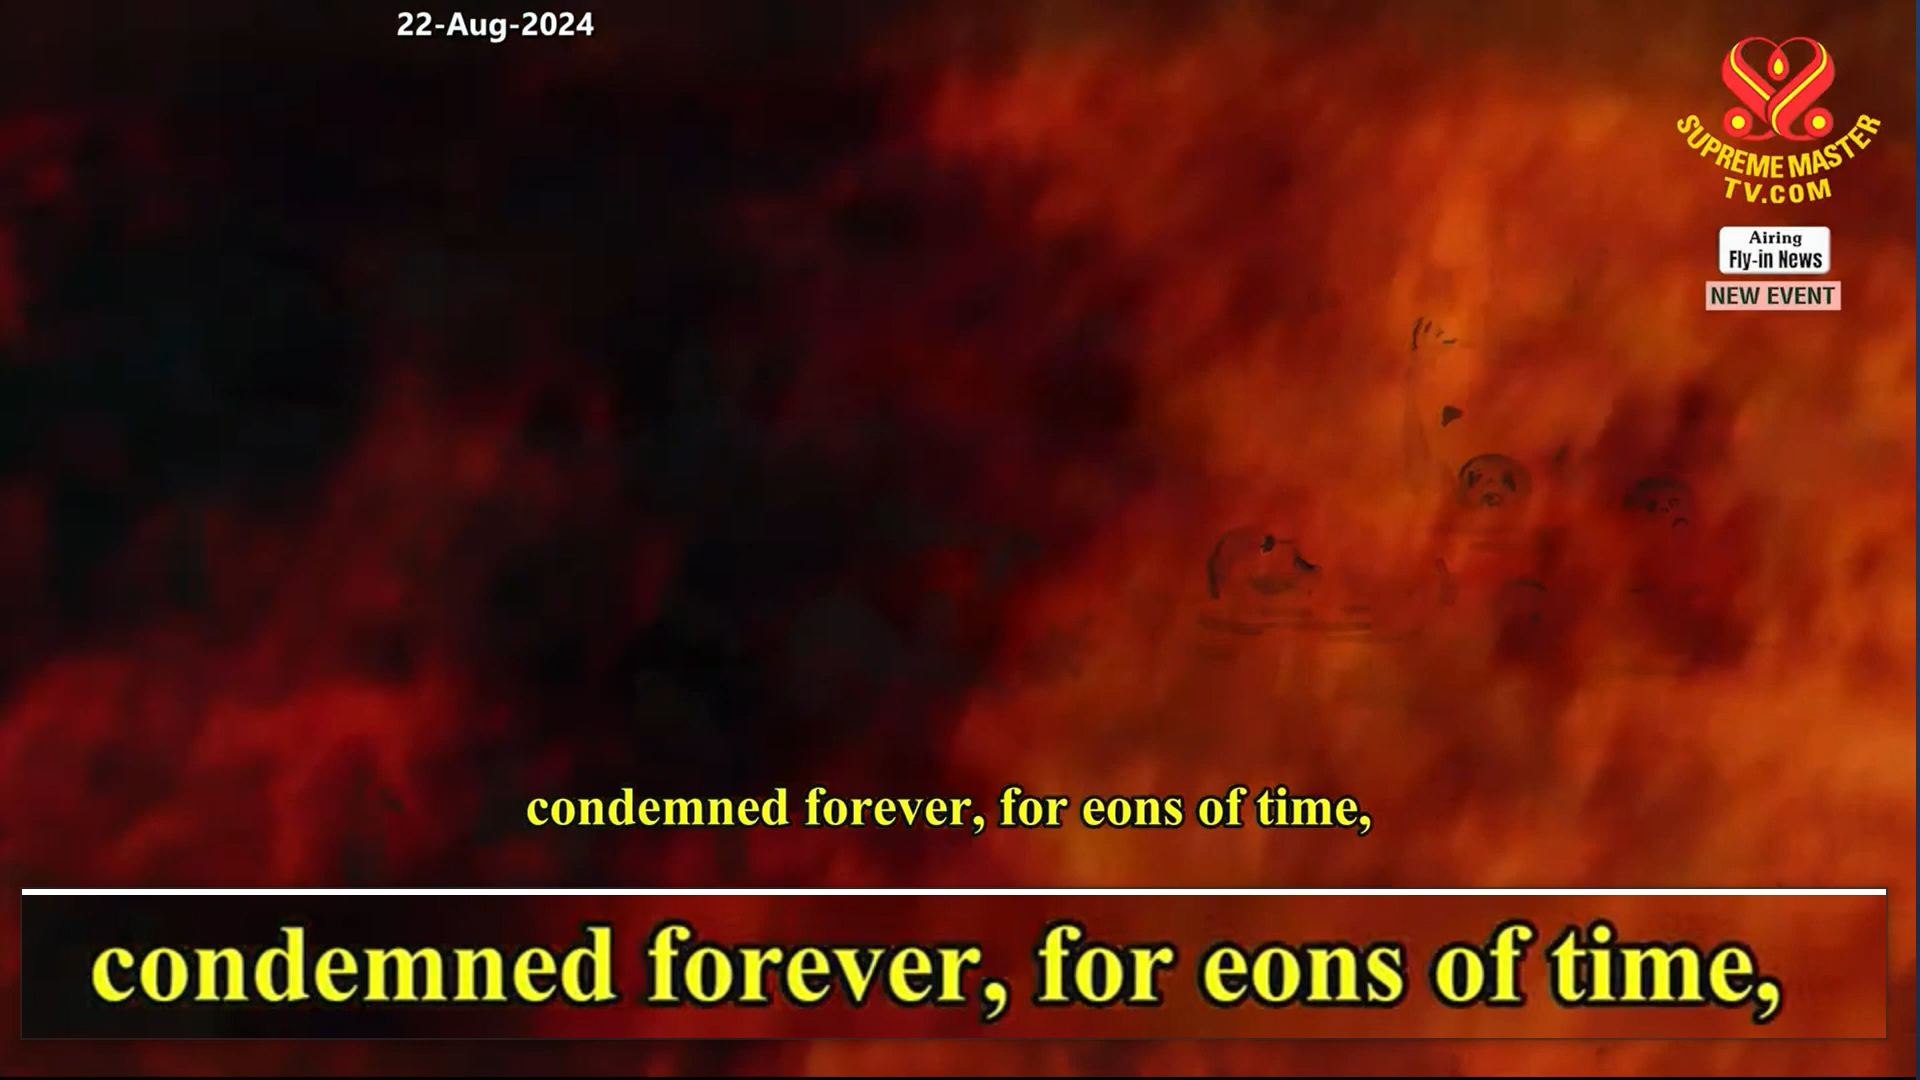 22-Aug-2024
SUPREME MASTER
TV.COM
Airing
Fly-in News
NEW EVENT
condemned forever, for eons of time,
condemned forever, for eons of time,